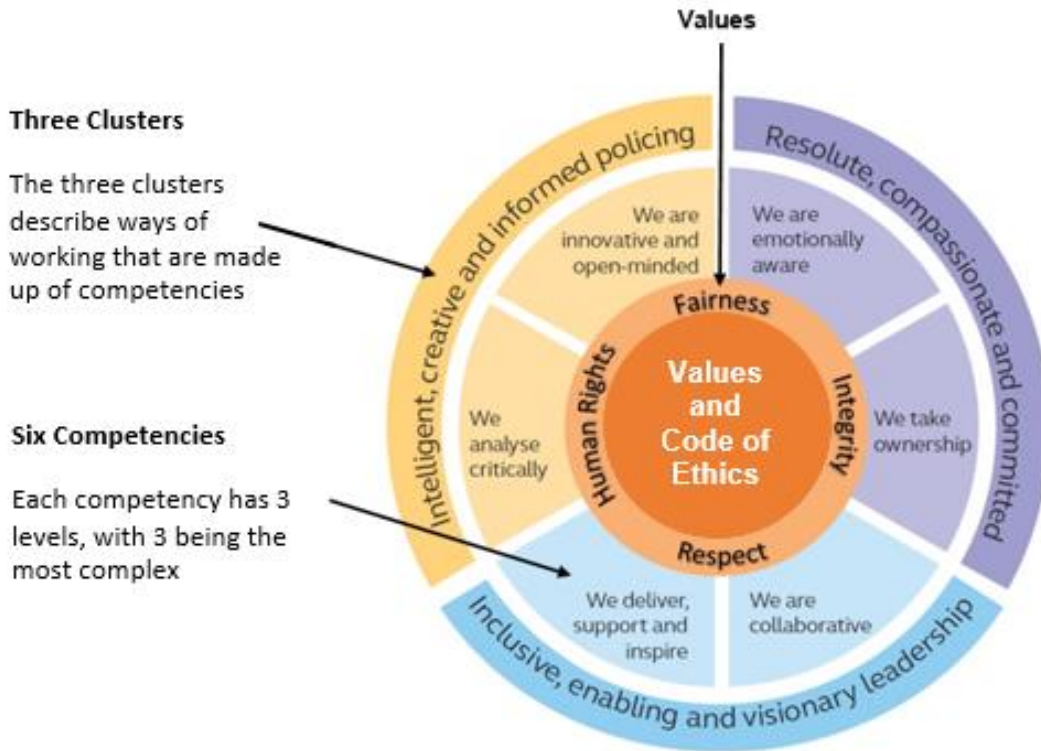 Values
Three Clusters
The three clusters
describe ways of
working that are made
up of competencies
Six Competencies
Each competency has 3
levels, with 3 being the
most complex
Intelligent, creative and informed policing
Resolute, compassionate and committed
Inclusive, enabling and visionary leadership
We are
innovative and
open-minded
We are
emotionally
aware
We
analyse
critically
We take
ownership
We deliver,
support and
inspire
We are
collaborative
Fairness
Human Rights
Integrity
Respect
Values
and
Code of
Ethics